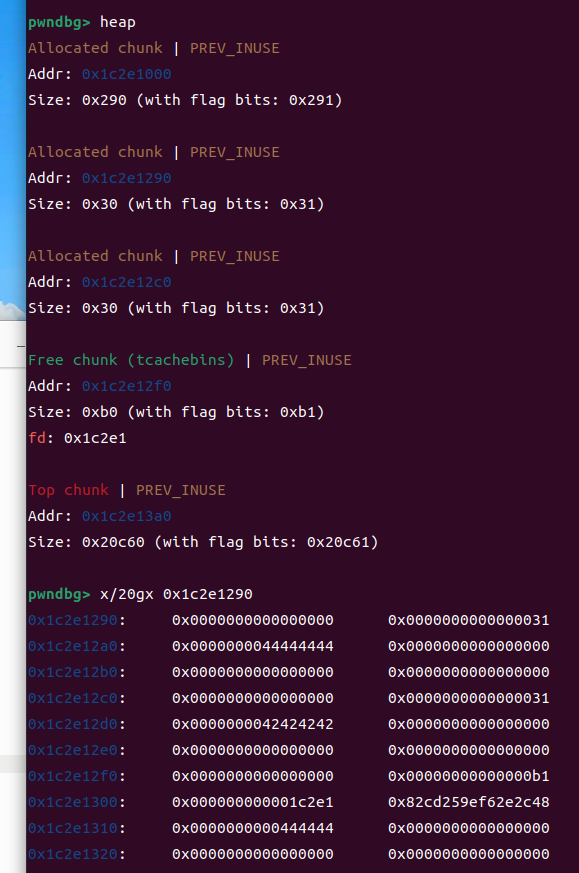 pwndbg> heap
Allocated chunk | PREV_INUSE
Addr: 0x1c2e1000
Size: 0x290 (with flag bits: 0x291)
Allocated chunk | PREV_INUSE
Addr: 0x1c2e1290
Size: 0x30 (with flag bits: 0x31)
Allocated chunk | PREV_INUSE
Addr: 0x1c2e12c0
Size: 0x30 (with flag bits: 0x31)
Free chunk (tcachebins) | PREV_INUSE
Addr: 0x1c2e12f0
Size: 0xb0 (with flag bits: 0xb1)
fd: 0x1c2e1
Top chunk | PREV_INUSE
Addr: 0x1c2e13a0
Size: 0x20c60 (with flag bits: 0x20c61)
pwndbg> x/20gx 0x1c2e1290
0x1c2e1290: 0x0000000000000000 0x0000000000000031
0x1c2e12a0: 0x0000000044444444 0x0000000000000000
0x1c2e12b0: 0x0000000000000000 0x0000000000000000
0x1c2e12c0: 0x0000000000000000 0x0000000000000031
0x1c2e12d0: 0x0000000042424242 0x0000000000000000
0x1c2e12e0: 0x0000000000000000 0x0000000000000000
0x1c2e12f0: 0x0000000000000000 0x00000000000000b1
0x1c2e1300: 0x000000000001c2e1 0x82cd259ef62e2c48
0x1c2e1310: 0x0000000000444444 0x0000000000000000
0x1c2e1320: 0x0000000000000000 0x0000000000000000